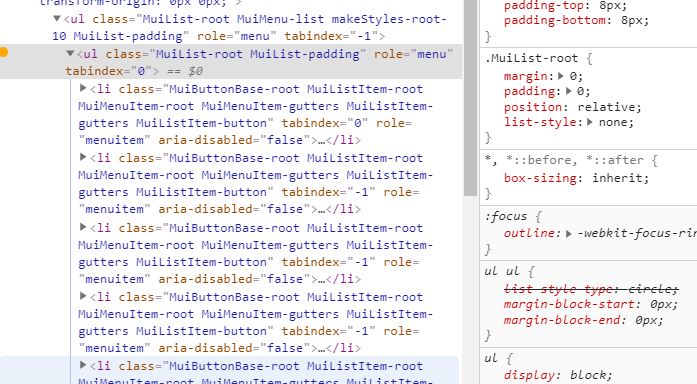 transform-origin: 0px 0px; >
▼<ul class="MuiList-root MuiMenu-list makeStyles-root-
10 MuiList-padding" role="menu" tabindex="-1">
▼<ul class="MuiList-root MuiList-padding" role="menu"
tabindex="0"> == $0
▶<li class="MuiButtonBase-root MuiListItem-root
MuiMenuItem-root MuiMenuItem-gutters MuiListItem-
gutters MuiListItem-button" tabindex="0" role=
"menuitem" aria-disabled="false">…</li>
▶<li class="MuiButtonBase-root MuiListItem-root
MuiMenuItem-root MuiMenuItem-gutters MuiListItem-
gutters MuiListItem-button" tabindex="-1" role=
"menuitem" aria-disabled="false">…</li>
▶<li class="MuiButtonBase-root MuiListItem-root
MuiMenuItem-root MuiMenuItem-gutters MuiListItem-
gutters MuiListItem-button" tabindex="-1" role=
"menuitem" aria-disabled="false">…</li>
▶<li class="MuiButtonBase-root MuiListItem-root
MuiMenuItem-root MuiMenuItem-gutters MuiListItem-
gutters MuiListItem-button" tabindex="-1" role=
"menuitem" aria-disabled="false">…</li>
▶<li class="MuiButtonBase-root MuiListItem-root
MuiMenuItem-root MuiMenuItem-gutters MuiListItem-
padding-top: 8px;
padding-bottom: 8px;
}
.MuiList-root {
margin:▶ 0;
padding:▶ 0;
position: relative;
list-style:▶ none;
}
*, *::before, *::after {
box-sizing: inherit;
}
:focus {
outline:▶ -webkit-focus-rin
}
ul ul {
list-style-type: circle;
margin-block-start: 0px;
margin-block-end: 0px;
}
ul {
display: block;